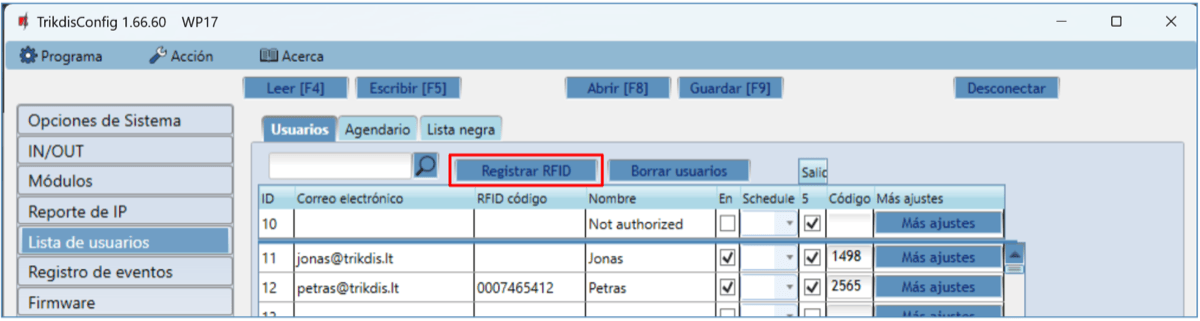 TrikdisConfig 1.66.60 WP17
Programa Acción Acerca
Leer [F4] Escribir [F5] Abrir [F8] Guardar [F9] Desconectar
Opciones de Sistema
IN/OUT
Módulos
Reporte de IP
Lista de usuarios
Registro de eventos
Firmware
Usuarios Agendario Lista negra
Registrar RFID Borrar usuarios Salic
ID Correo electrónico RFID código Nombre En Schedule 5 Código Más ajustes
10 Not authorized Más ajustes
11 jonas@trikdis.lt Jonas 1498 Más ajustes
12 petras@trikdis.lt 0007465412 Petras 2565 Más ajustes
13 Más ajustes